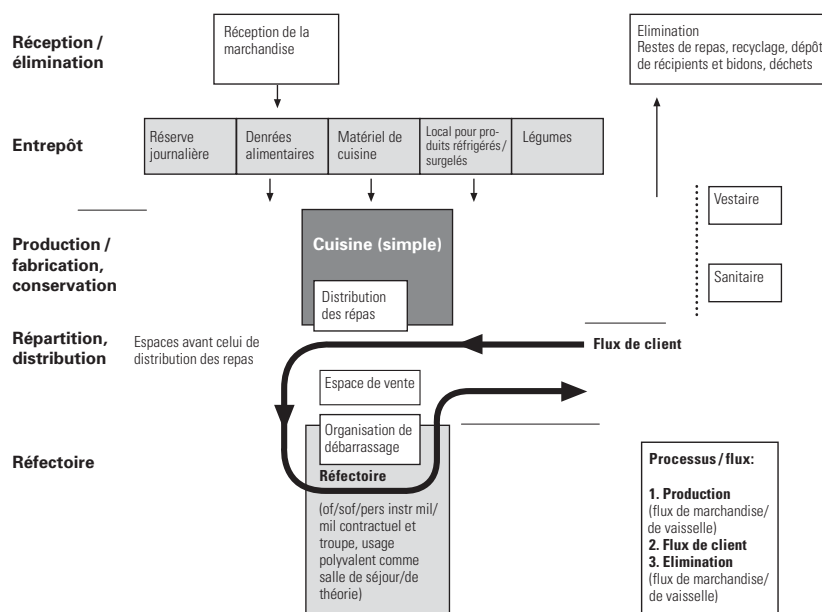 Réception /
élimination
Réception de la
marchandise
Elimination
Restes de repas, recyclage, dépôt
de récipients et bidons, déchets
Entrepôt
Réserve
journalière
Denrées
alimentaires
Matériel de
cuisine
Local pour pro-
duits réfrigérés/
surgelés
Légumes
Vestaire
Sanitaire
Production /
fabrication,
conservation
Cuisine (simple)
Distribution
des répas
Répartition,
distribution
Espaces avant celui de
distribution des repas
Flux de client
Espace de vente
Organisation de
débarrassage
Réfectoire
Réfectoire
(of/sof/pers instr mil/
mil contractuel et
troupe, usage
polyvalent comme
salle de séjour/de
théorie)
Processus/flux:
1. Production
(flux de marchandise/
de vaisselle)
2. Flux de client
3. Elimination
(flux de marchandise/
de vaisselle)